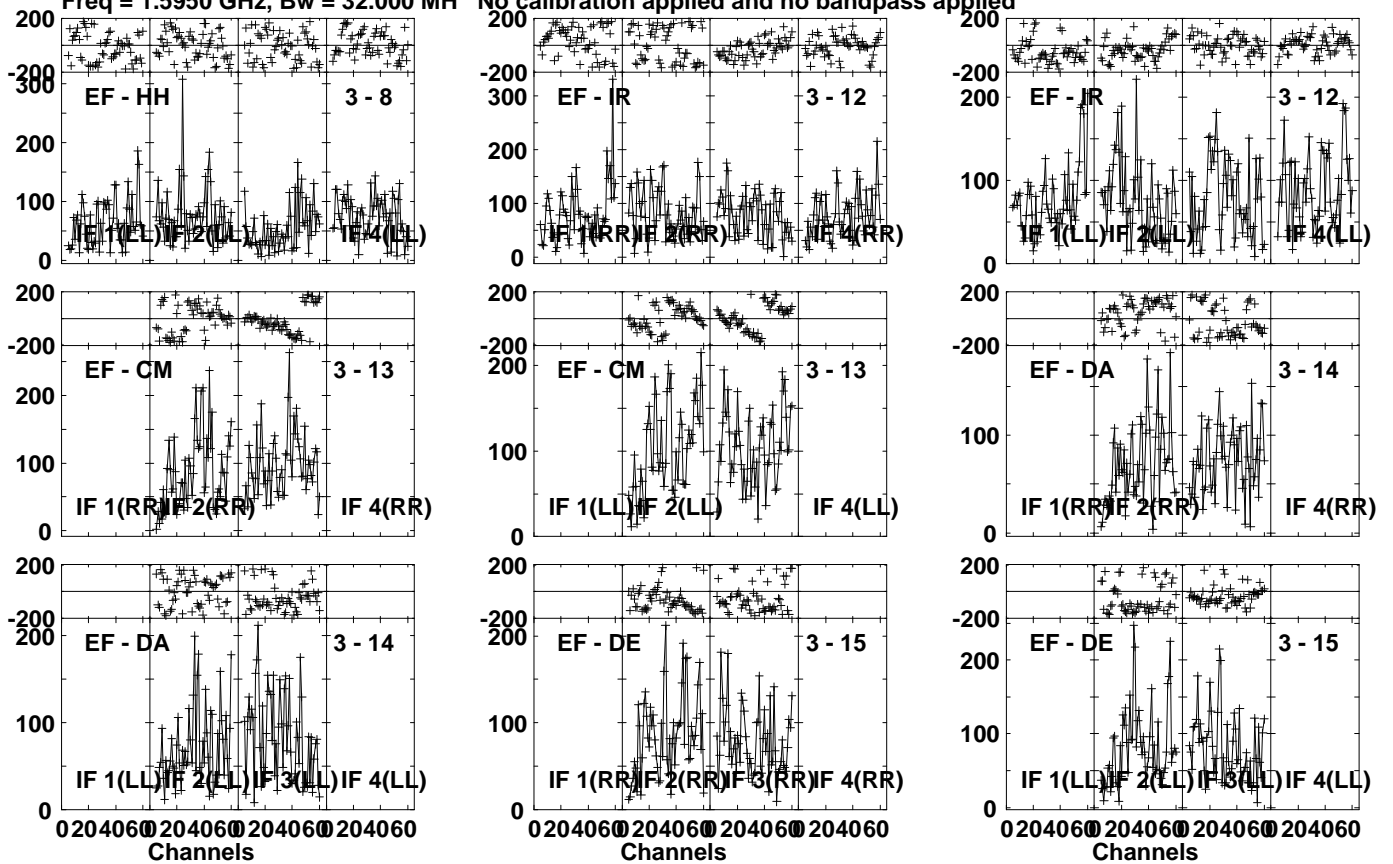 Freq = 1.5950 GHz, Bw = 32.000 MH No calibration applied and no bandpass applied
200 200 200
-200 -200 -200
300 EF - HH 3 - 8 300 EF - IR 3 - 12 200 EF - IR 3 - 12
200 200
100 100 100
IF 1(LL) IF 2(LL) IF 4(LL) IF 1(RR) IF 2(RR) IF 4(RR) IF 1(LL) IF 2(LL) IF 4(LL)
0 0 0
200 200 200
-200 -200 -200
EF - CM 3 - 13 200 EF - CM 3 - 13 EF - DA 3 - 14
200
100 100 100
IF 1(RR) IF 2(RR) IF 4(RR) IF 1(LL) IF 2(LL) IF 4(LL) IF 1(RR) IF 2(RR) IF 4(RR)
0 0 0
200 200 200
-200 -200 -200
200 EF - DA 3 - 14 200 EF - DE 3 - 15 200 EF - DE 3 - 15
100 100 100
IF 1(LL) IF 2(LL) IF 3(LL) IF 4(LL) IF 1(RR) IF 2(RR) IF 3(RR) IF 4(RR) IF 1(LL) IF 2(LL) IF 3(LL) IF 4(LL)
0 0 0
0 20 40 60 0 20 40 60 0 20 40 60 0 20 40 60 0 20 40 60 0 20 40 60 0 20 40 60 0 20 40 60 0 20 40 60 0 20 40 60 0 20 40 60 0 20 40 60
Channels Channels Channels